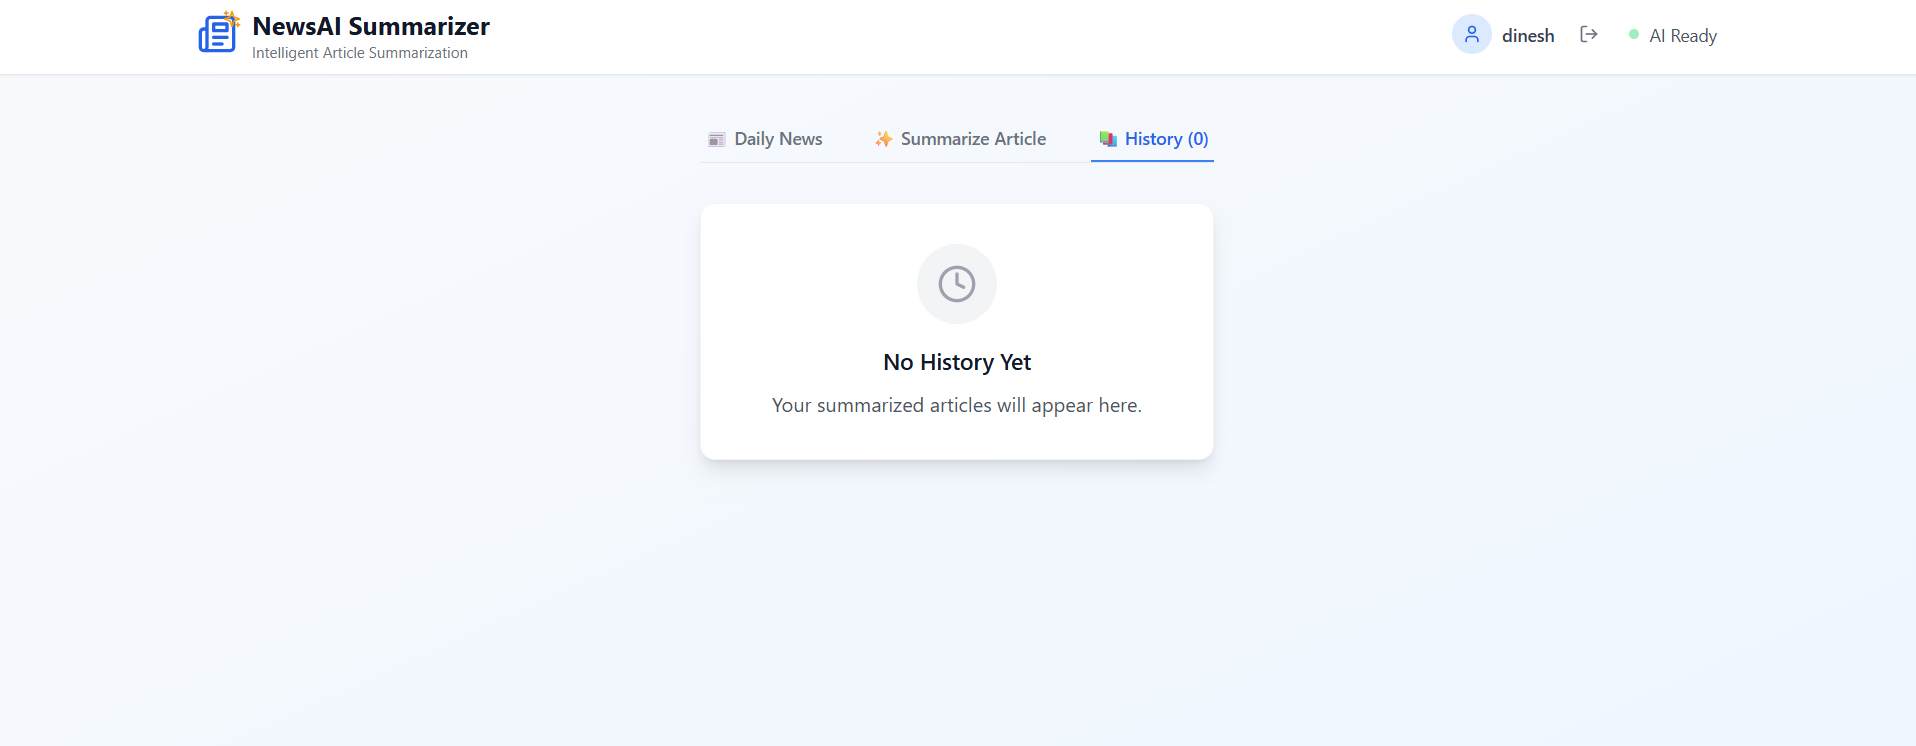 NewsAI Summarizer
Intelligent Article Summarization
dinesh
AI Ready
Daily News
Summarize Article
History (0)
No History Yet
Your summarized articles will appear here.